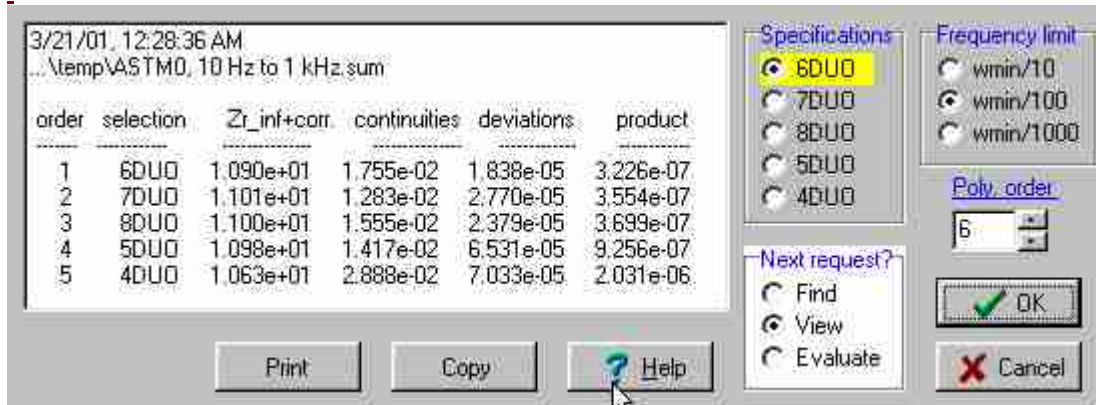 3/21/01, 12:28:36 AM
...\temp\ASTM0, 10 Hz to 1 kHz.sum
order selection Zr_inf+corr. continuities deviations product
-------- ------------ --------------- --------------- ------------- ------------
1 6DUO 1.090e+01 1.755e-02 1.838e-05 3.226e-07
2 7DUO 1.101e+01 1.283e-02 2.770e-05 3.554e-07
3 8DUO 1.100e+01 1.555e-02 2.379e-05 3.699e-07
4 5DUO 1.098e+01 1.417e-02 6.531e-05 9.256e-07
5 4DUO 1.063e+01 2.888e-02 7.033e-05 2.031e-06
Print
Copy
? Help
Specifications
6DUO
7DUO
8DUO
5DUO
4DUO
Next request?
Find
View
Evaluate
Frequency limit
wmin/10
wmin/100
wmin/1000
Poly. order
6
OK
Cancel